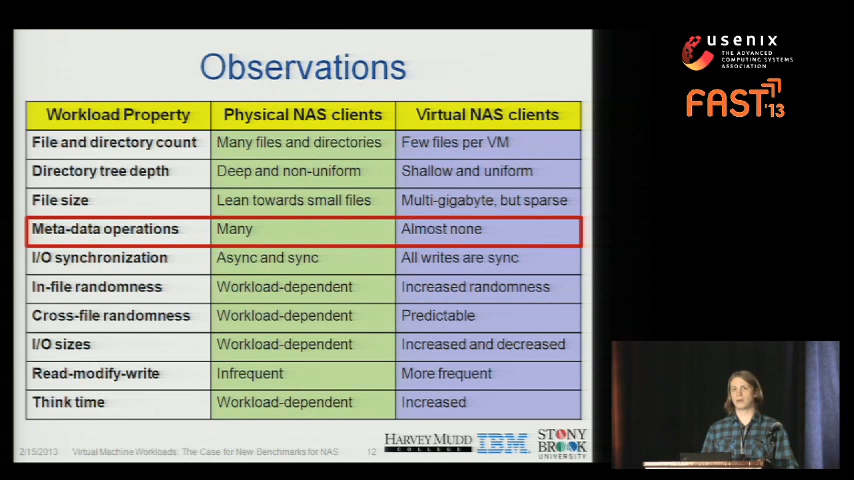 Observations
Workload Property Physical NAS clients Virtual NAS clients
File and directory count Many files and directories Few files per VM
Directory tree depth Deep and non-uniform Shallow and uniform
File size Lean towards small files Multi-gigabyte, but sparse
Meta-data operations Many Almost none
I/O synchronization Async and sync All writes are sync
In-file randomness Workload-dependent Increased randomness
Cross-file randomness Workload-dependent Predictable
I/O sizes Workload-dependent Increased and decreased
Read-modify-write Infrequent More frequent
Think time Workload-dependent Increased
2/15/2013 Virtual Machine Workloads: The Case for New Benchmarks for NAS 12
HARVEY MUDD
COLLEGE
IBM
STONY
BROOK
UNIVERSITY
usenix
THE ADVANCED
COMPUTING SYSTEMS
ASSOCIATION
FAST '13